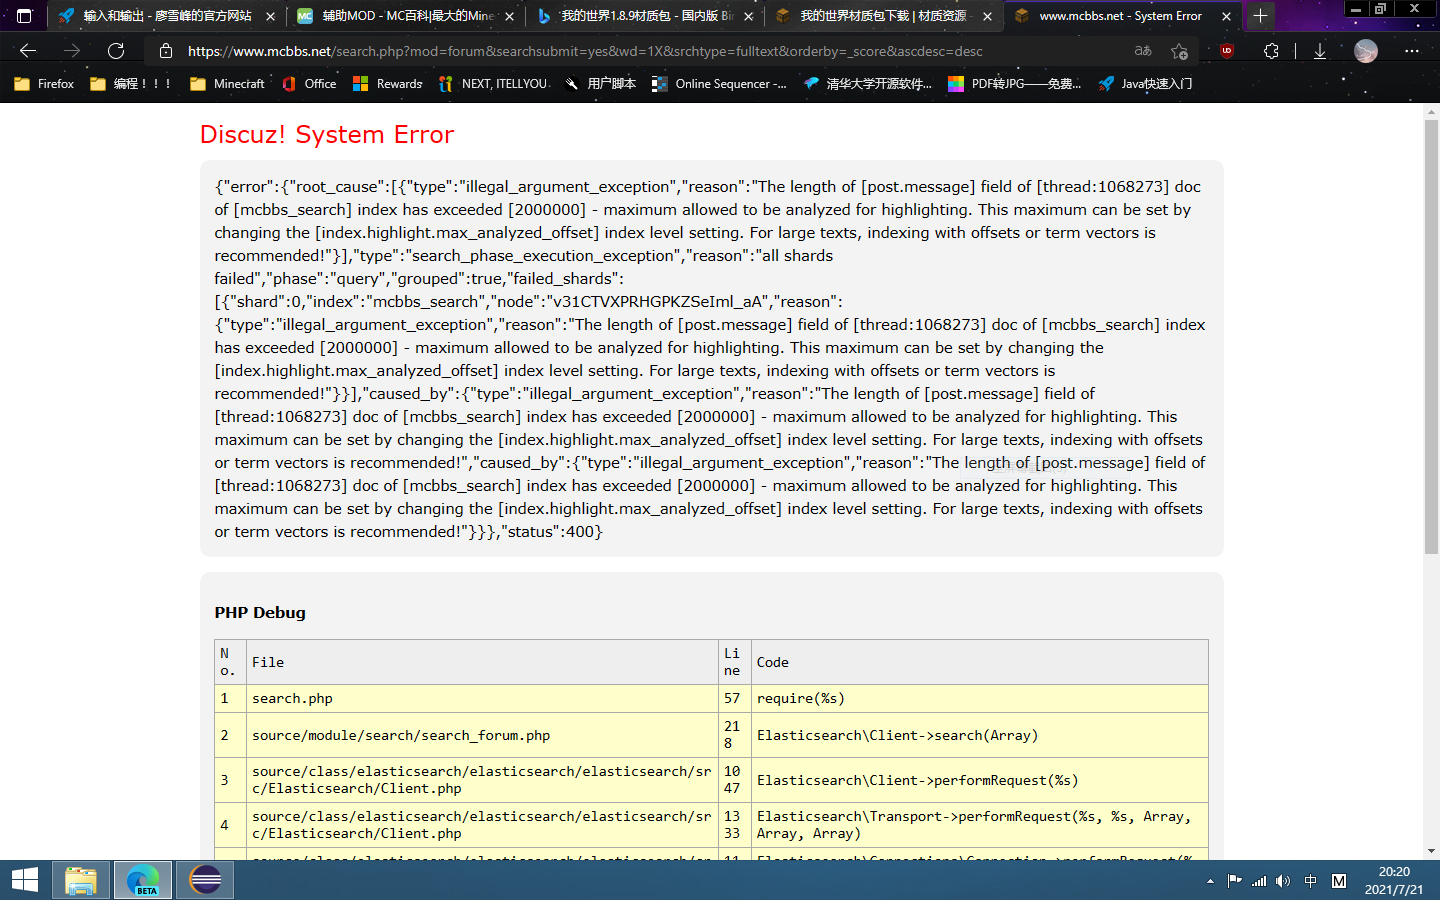 输入和输出 - 廖雪峰的官方网站
辅助MOD - MC百科|最大的Mine
我的世界1.8.9材质包 - 国内版 Bin
我的世界材质包下载 | 材质资源 -
www.mcbbs.net - System Error
https://www.mcbbs.net/search.php?mod=forum&searchsubmit=yes&wd=1X&srchtype=fulltext&orderby=_score&ascdesc=desc
Firefox
编程！！！
Minecraft
Office
Rewards
NEXT, ITELLYOU
用户脚本
Online Sequencer -...
清华大学开源软件...
PDF转JPG——免费...
Java快速入门
Discuz! System Error
{"error":{"root_cause":[{"type":"illegal_argument_exception","reason":"The length of [post.message] field of [thread:1068273] doc
of [mcbbs_search] index has exceeded [2000000] - maximum allowed to be analyzed for highlighting. This maximum can be set by
changing the [index.highlight.max_analyzed_offset] index level setting. For large texts, indexing with offsets or term vectors is
recommended!"}],"type":"search_phase_execution_exception","reason":"all shards
failed","phase":"query","grouped":true,"failed_shards":
[{"shard":0,"index":"mcbbs_search","node":"v31CTVXPRHGPKZSeIml_aA","reason":
{"type":"illegal_argument_exception","reason":"The length of [post.message] field of [thread:1068273] doc of [mcbbs_search] index
has exceeded [2000000] - maximum allowed to be analyzed for highlighting. This maximum can be set by changing the
[index.highlight.max_analyzed_offset] index level setting. For large texts, indexing with offsets or term vectors is
recommended!"}}],"caused_by":{"type":"illegal_argument_exception","reason":"The length of [post.message] field of
[thread:1068273] doc of [mcbbs_search] index has exceeded [2000000] - maximum allowed to be analyzed for highlighting. This
maximum can be set by changing the [index.highlight.max_analyzed_offset] index level setting. For large texts, indexing with offsets
or term vectors is recommended!","caused_by":{"type":"illegal_argument_exception","reason":"The length of [post.message] field of
[thread:1068273] doc of [mcbbs_search] index has exceeded [2000000] - maximum allowed to be analyzed for highlighting. This
maximum can be set by changing the [index.highlight.max_analyzed_offset] index level setting. For large texts, indexing with offsets
or term vectors is recommended!"}}},"status":400}
PHP Debug
No. File Line Code
1 search.php 57 require(%s)
2 source/module/search/search_forum.php 218 Elasticsearch\Client->search(Array)
3 source/class/elasticsearch/elasticsearch/elasticsearch/sr
c/Elasticsearch/Client.php 1047 Elasticsearch\Client->performRequest(%s)
4 source/class/elasticsearch/elasticsearch/elasticsearch/sr
c/Elasticsearch/Client.php 1333 Elasticsearch\Transport->performRequest(%s, %s, Array,
Array, Array)
BETA
中
M
20:20
2021/7/21